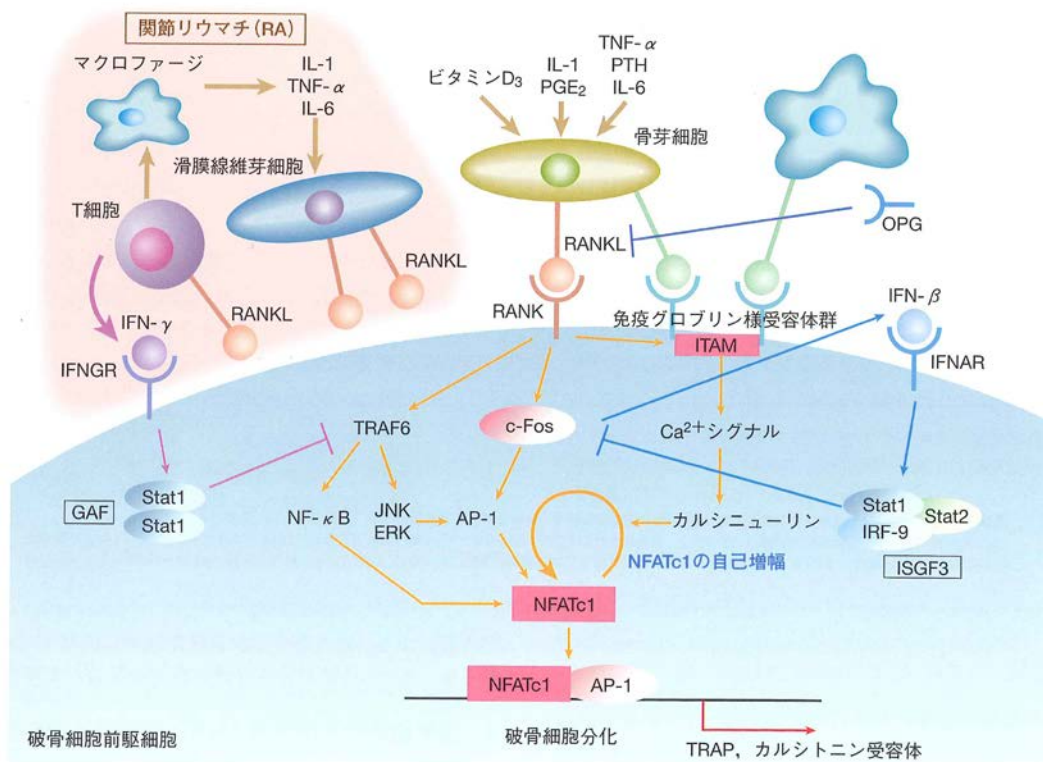 関節リウマチ(RA)
マクロファージ
IL-1
TNF-α
IL-6
滑膜線維芽細胞
T細胞
RANKL
RANKL
IFN-γ
IFNGR
ビタミンD₃
IL-1
PGE₂
TNF-α
PTH
IL-6
骨芽細胞
RANKL
OPG
RANK
免疫グロブリン様受容体群
ITAM
IFN-β
IFNAR
TRAF6
c-Fos
Ca²⁺シグナル
GAF
Stat1
Stat1
NF-κB
JNK
ERK
AP-1
カルシニューリン
Stat1
IRF-9
Stat2
ISGF3
NFATc1の自己増幅
NFATc1
NFATc1
AP-1
破骨細胞前駆細胞
破骨細胞分化
TRAP，カルシトニン受容体